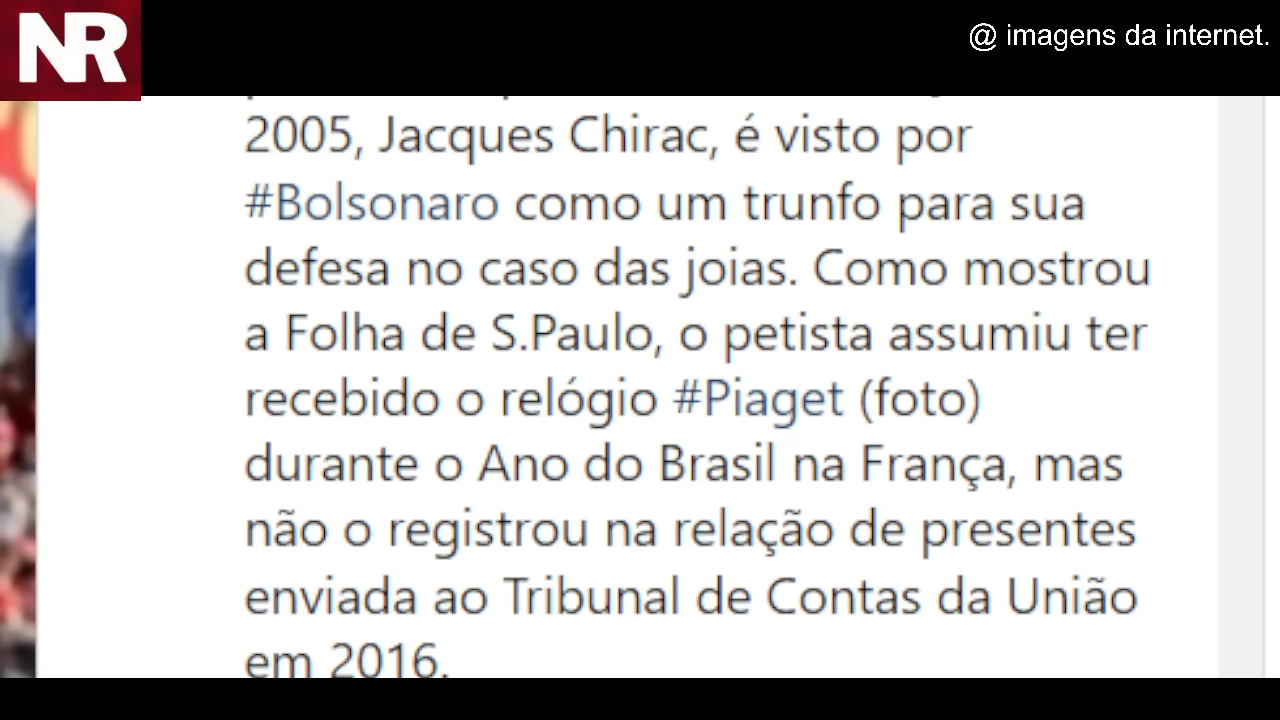 NR
@ imagens da internet.
2005, Jacques Chirac, é visto por
#Bolsonaro como um trunfo para sua
defesa no caso das joias. Como mostrou
a Folha de S.Paulo, o petista assumiu ter
recebido o relógio #Piaget (foto)
durante o Ano do Brasil na França, mas
não o registrou na relação de presentes
enviada ao Tribunal de Contas da União
em 2016.